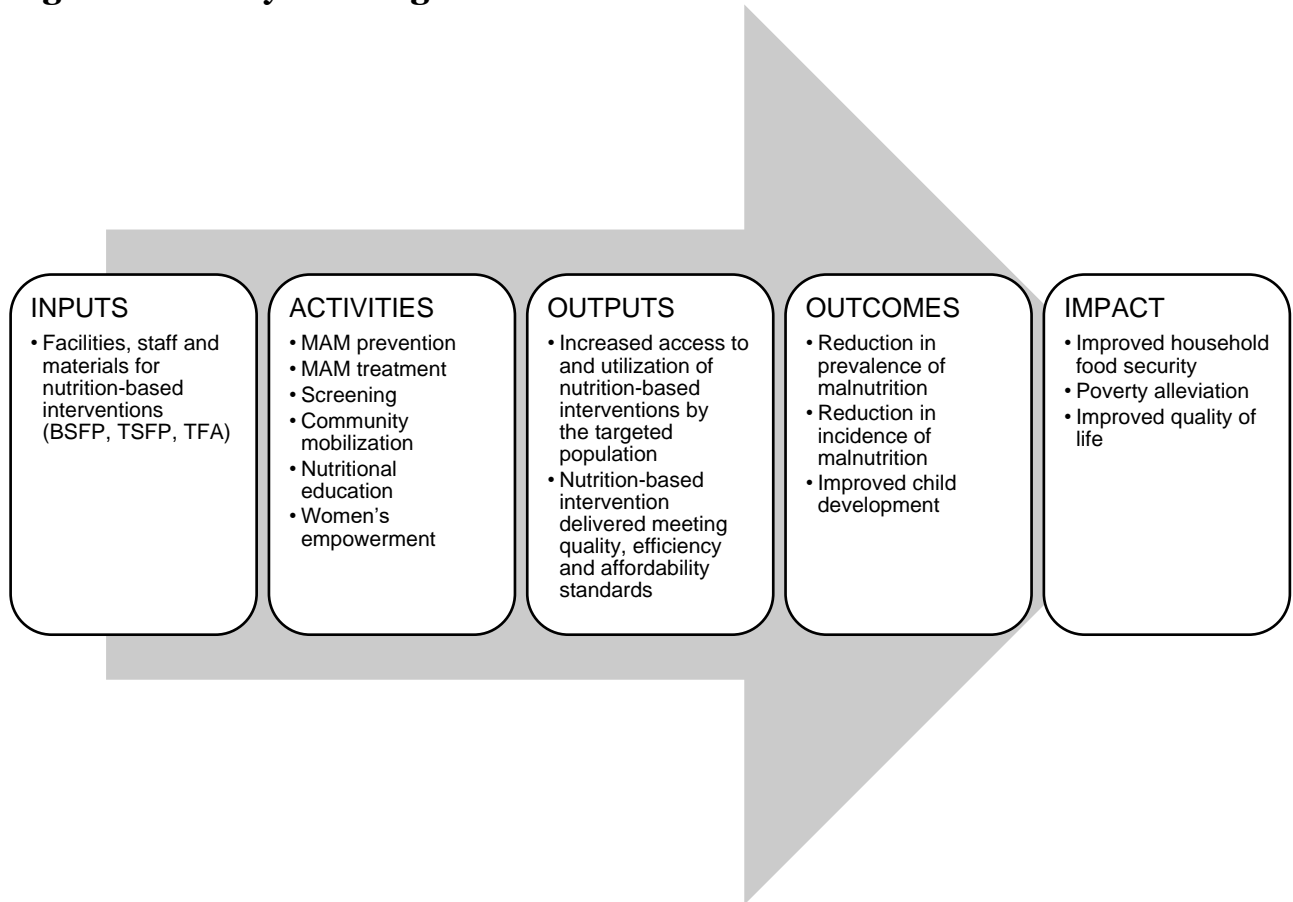 INPUTS
• Facilities, staff and
materials for
nutrition-based
interventions
(BSFP, TSFP, TFA)
ACTIVITIES
• MAM prevention
• MAM treatment
• Screening
• Community
mobilization
• Nutritional
education
• Women’s
empowerment
OUTPUTS
• Increased access to
and utilization of
nutrition-based
interventions by
the targeted
population
• Nutrition-based
intervention
delivered meeting
quality, efficiency
and affordability
standards
OUTCOMES
• Reduction in
prevalence of
malnutrition
• Reduction in
incidence of
malnutrition
• Improved child
development
IMPACT
• Improved household
food security
• Poverty alleviation
• Improved quality of
life